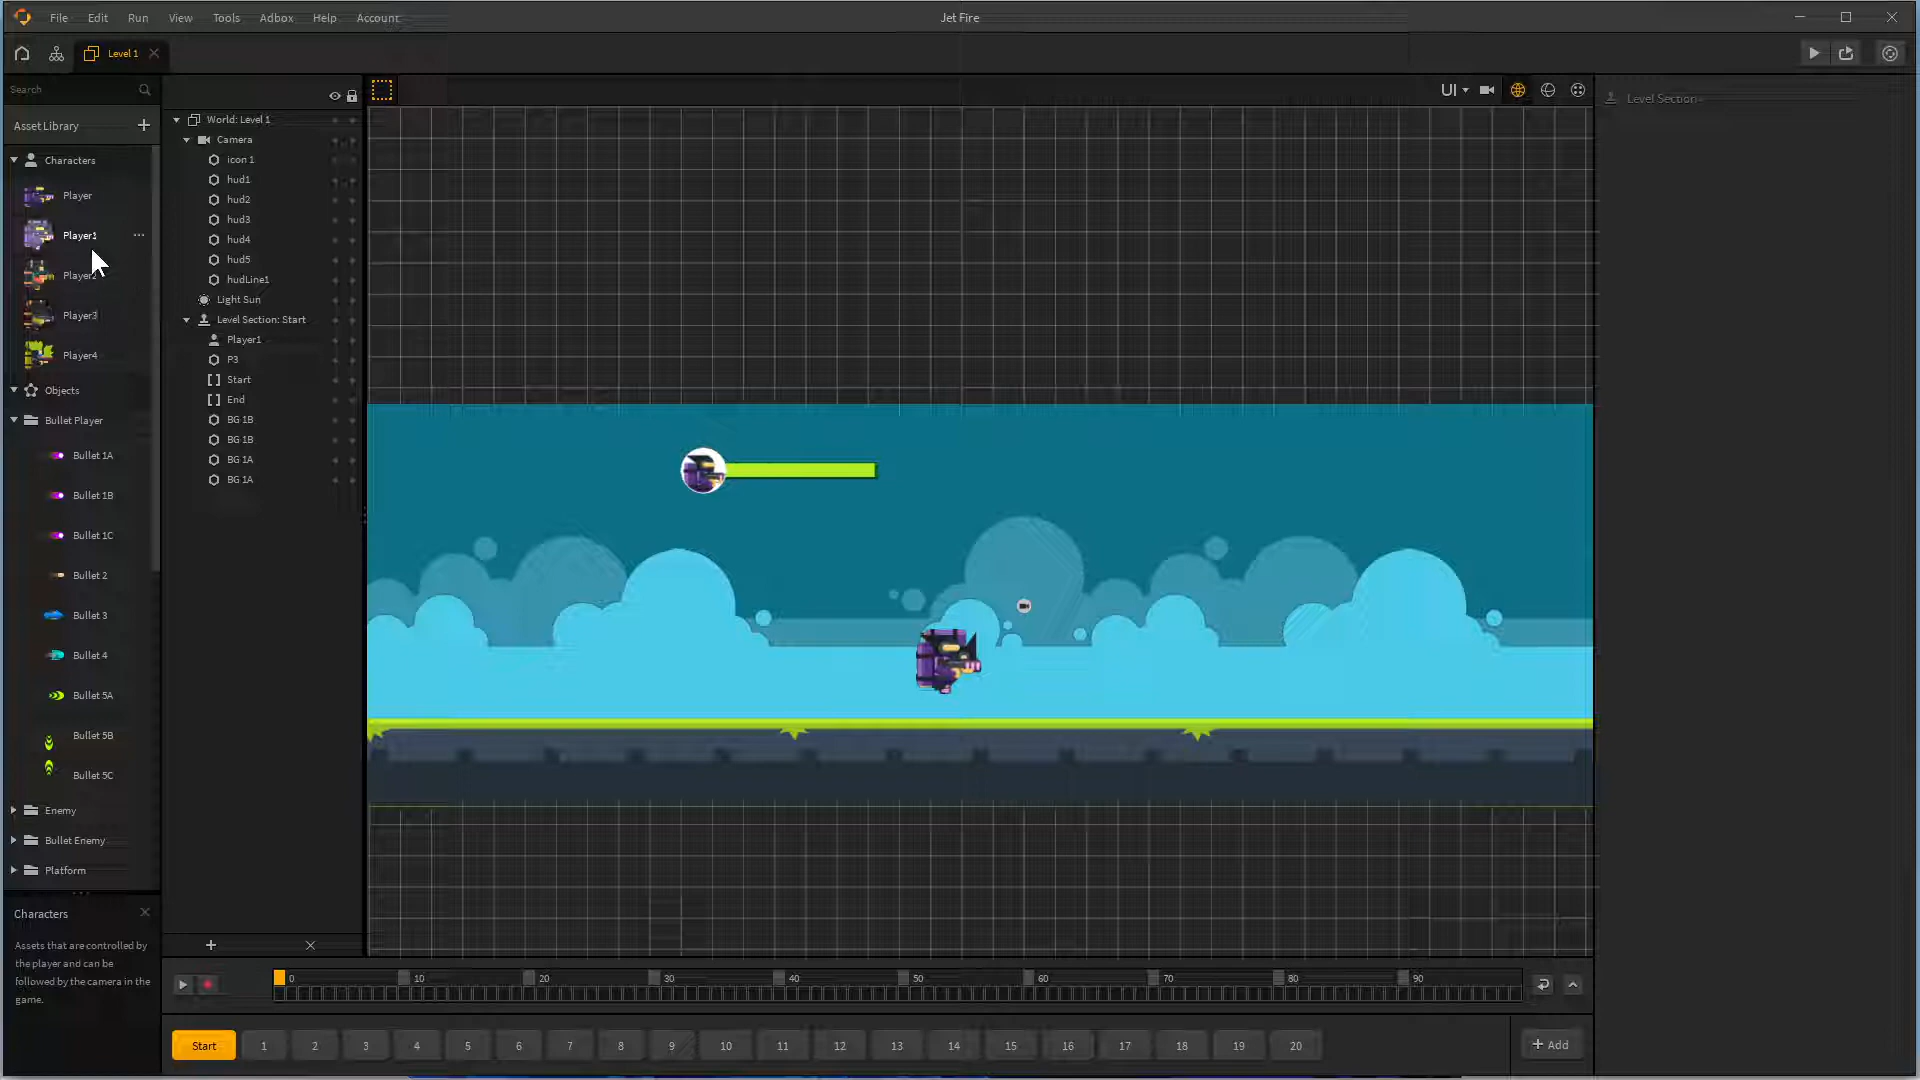 File Edit Run View Tools Adbox Help Account
Jet Fire
Level 1
Search
Asset Library
Characters
Player
Player1
Player2
Player3
Player4
Objects
Bullet Player
Bullet 1A
Bullet 1B
Bullet 1C
Bullet 2
Bullet 3
Bullet 4
Bullet 5A
Bullet 5B
Bullet 5C
Enemy
Bullet Enemy
Platform
Characters
Assets that are controlled by
the player and can be
followed by the camera in the
game.
World: Level 1
Camera
icon 1
hud1
hud2
hud3
hud4
hud5
hudLine1
Light Sun
Level Section: Start
Player1
P3
Start
End
BG 1B
BG 1B
BG 1A
BG 1A
UI
Level Section
0 10 20 30 40 50 60 70 80 90
Start 1 2 3 4 5 6 7 8 9 10 11 12 13 14 15 16 17 18 19 20
+ Add